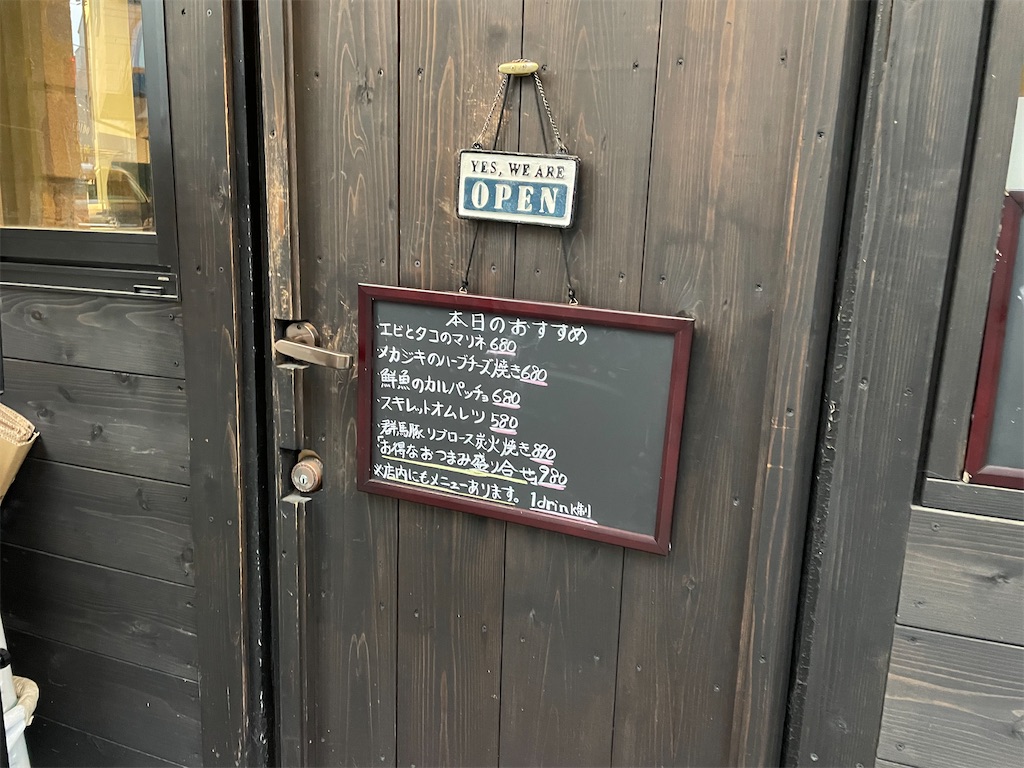 YES, WE ARE
OPEN
本日のおすすめ
・エビとタコのマリネ 680
・メカジキのハーブチーズ焼き 680
・鮮魚のカルパッチョ 680
・スキレットオムレツ 580
・群馬豚リブロース炭火焼き 890
「お得なおつまみ盛り合せ」980
※店内にもメニューあります。 1drink制